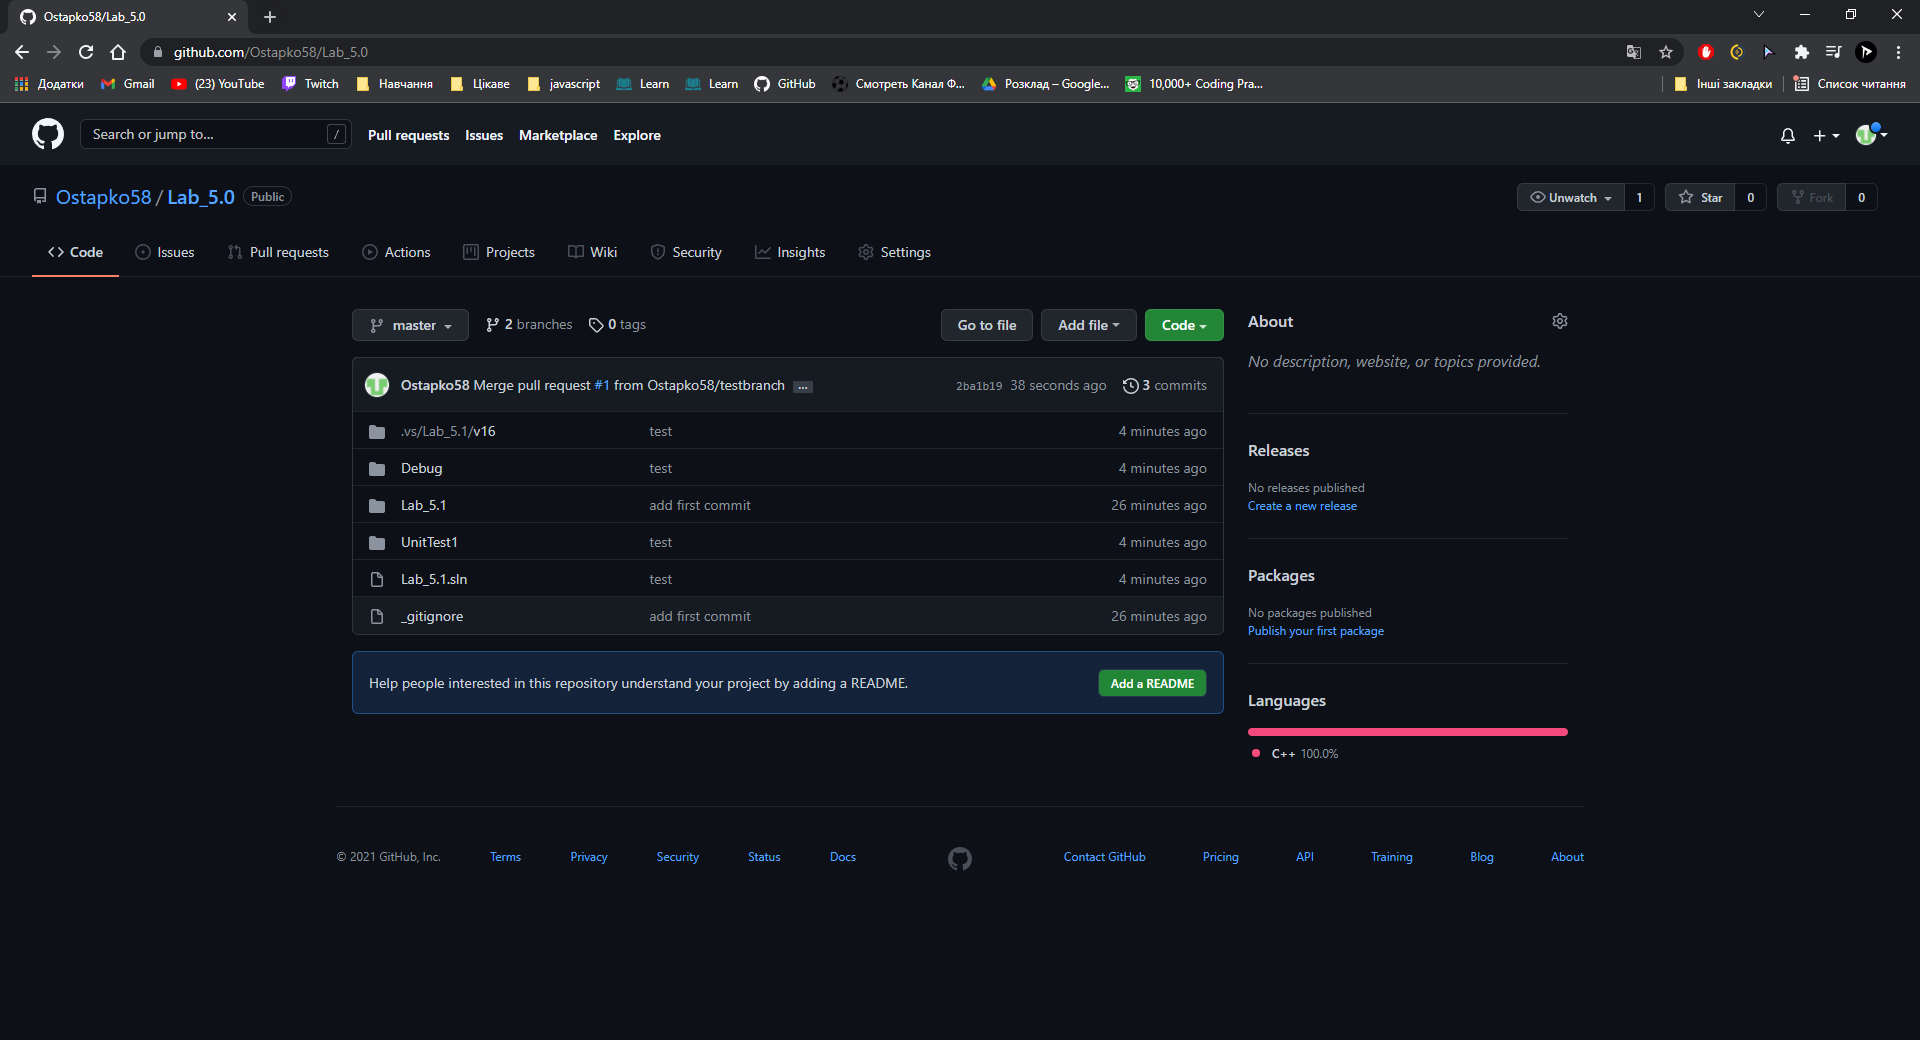 Ostapko58/Lab_5.0
github.com/Ostapko58/Lab_5.0
Додатки Gmail (23) YouTube Twitch Навчання Цікаве javascript Learn Learn GitHub Смотреть Канал Ф... Розклад – Google... 10,000+ Coding Pra... Інші закладки Список читання
Search or jump to... / Pull requests Issues Marketplace Explore
Ostapko58 / Lab_5.0 Public Unwatch 1 Star 0 Fork 0
Code Issues Pull requests Actions Projects Wiki Security Insights Settings
master 2 branches 0 tags Go to file Add file Code
Ostapko58 Merge pull request #1 from Ostapko58/testbranch ... 2ba1b19 38 seconds ago 3 commits
.vs/Lab_5.1/v16 test 4 minutes ago
Debug test 4 minutes ago
Lab_5.1 add first commit 26 minutes ago
UnitTest1 test 4 minutes ago
Lab_5.1.sln test 4 minutes ago
_gitignore add first commit 26 minutes ago
Help people interested in this repository understand your project by adding a README. Add a README
About
No description, website, or topics provided.
Releases
No releases published
Create a new release
Packages
No packages published
Publish your first package
Languages
C++ 100.0%
© 2021 GitHub, Inc. Terms Privacy Security Status Docs Contact GitHub Pricing API Training Blog About